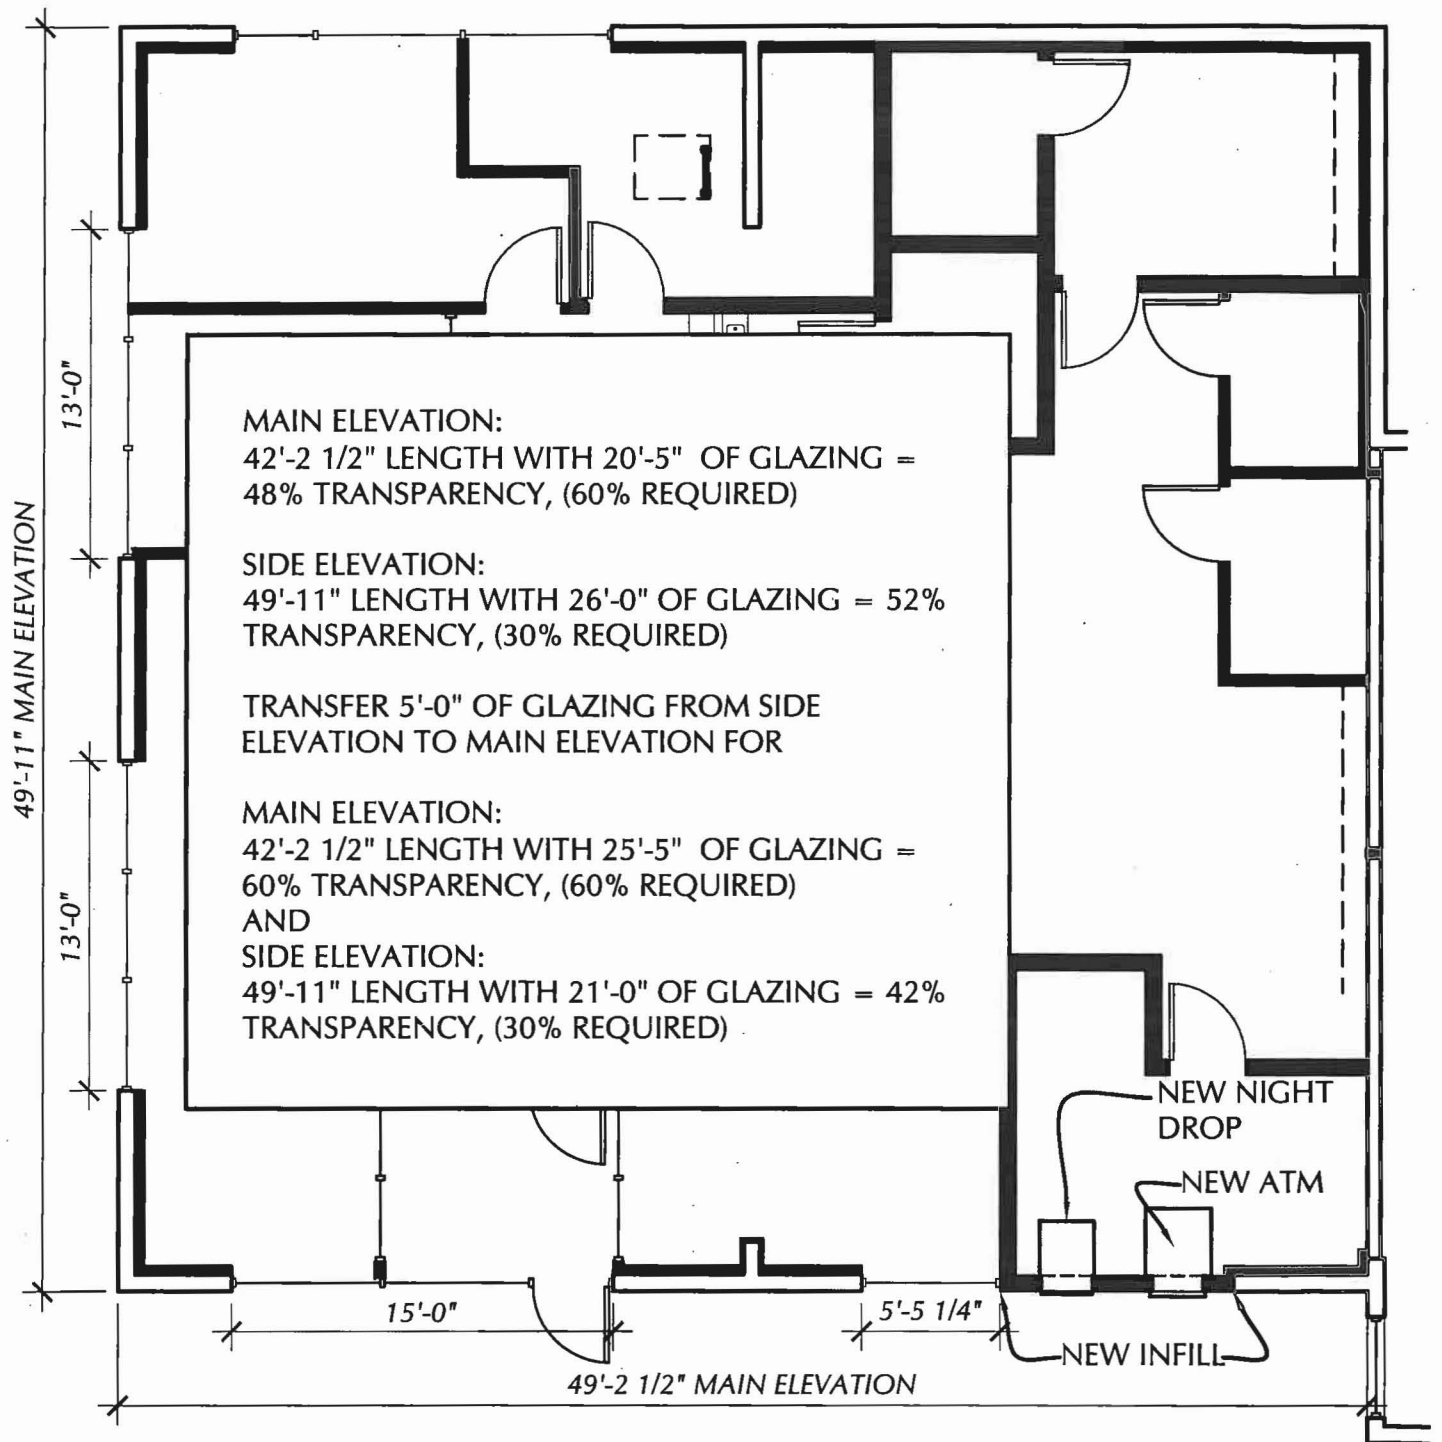 13'-0"
49'-11" MAIN ELEVATION
13'-0"
MAIN ELEVATION:
42'-2 1/2" LENGTH WITH 20'-5" OF GLAZING =
48% TRANSPARENCY, (60% REQUIRED)
SIDE ELEVATION:
49'-11" LENGTH WITH 26'-0" OF GLAZING = 52%
TRANSPARENCY, (30% REQUIRED)
TRANSFER 5'-0" OF GLAZING FROM SIDE
ELEVATION TO MAIN ELEVATION FOR
MAIN ELEVATION:
42'-2 1/2" LENGTH WITH 25'-5" OF GLAZING =
60% TRANSPARENCY, (60% REQUIRED)
AND
SIDE ELEVATION:
49'-11" LENGTH WITH 21'-0" OF GLAZING = 42%
TRANSPARENCY, (30% REQUIRED)
NEW NIGHT
DROP
NEW ATM
15'-0"
5'-5 1/4"
NEW INFILL
49'-2 1/2" MAIN ELEVATION